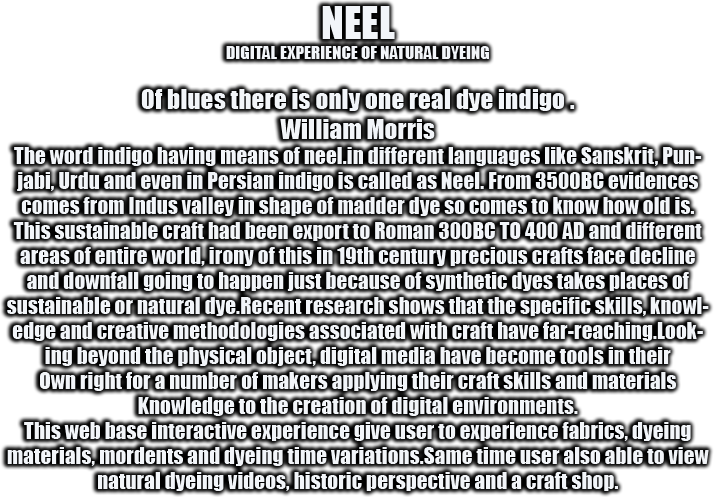 NEEL
DIGITAL EXPERIENCE OF NATURAL DYEING
Of blues there is only one real dye indigo .
William Morris
The word indigo having means of neel.in different languages like Sanskrit, Pun-
jabi, Urdu and even in Persian indigo is called as Neel. From 3500BC evidences
comes from Indus valley in shape of madder dye so comes to know how old is.
This sustainable craft had been export to Roman 300BC TO 400 AD and different
areas of entire world, irony of this in 19th century precious crafts face decline
and downfall going to happen just because of synthetic dyes takes places of
sustainable or natural dye.Recent research shows that the specific skills, knowl-
edge and creative methodologies associated with craft have far-reaching.Look-
ing beyond the physical object, digital media have become tools in their
Own right for a number of makers applying their craft skills and materials
Knowledge to the creation of digital environments.
This web base interactive experience give user to experience fabrics, dyeing
materials, mordents and dyeing time variations.Same time user also able to view
natural dyeing videos, historic perspective and a craft shop.